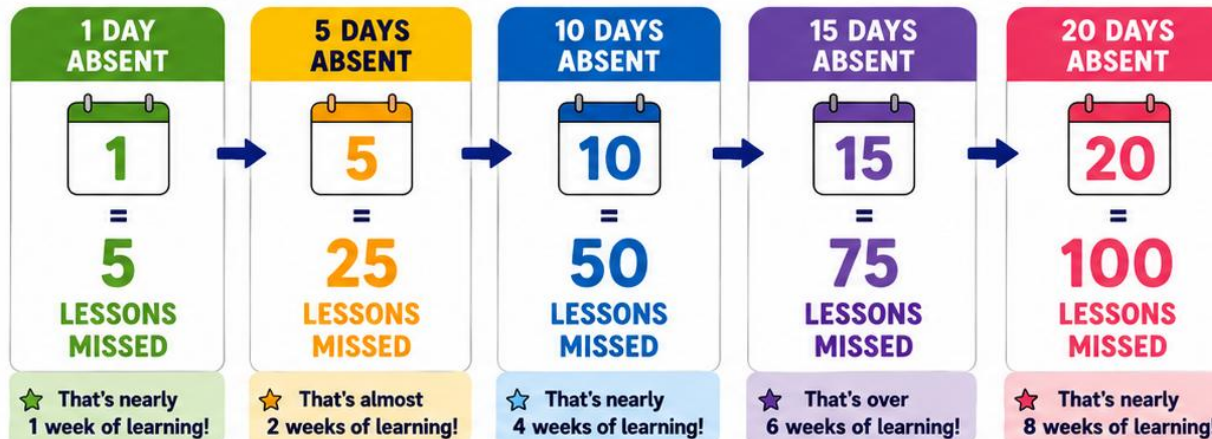 1 DAY
ABSENT
1
=
5
LESSONS
MISSED
That's nearly
1 week of learning!
5 DAYS
ABSENT
5
=
25
LESSONS
MISSED
That's almost
2 weeks of learning!
10 DAYS
ABSENT
10
=
50
LESSONS
MISSED
That's nearly
4 weeks of learning!
15 DAYS
ABSENT
15
=
75
LESSONS
MISSED
That's over
6 weeks of learning!
20 DAYS
ABSENT
20
=
100
LESSONS
MISSED
That's nearly
8 weeks of learning!